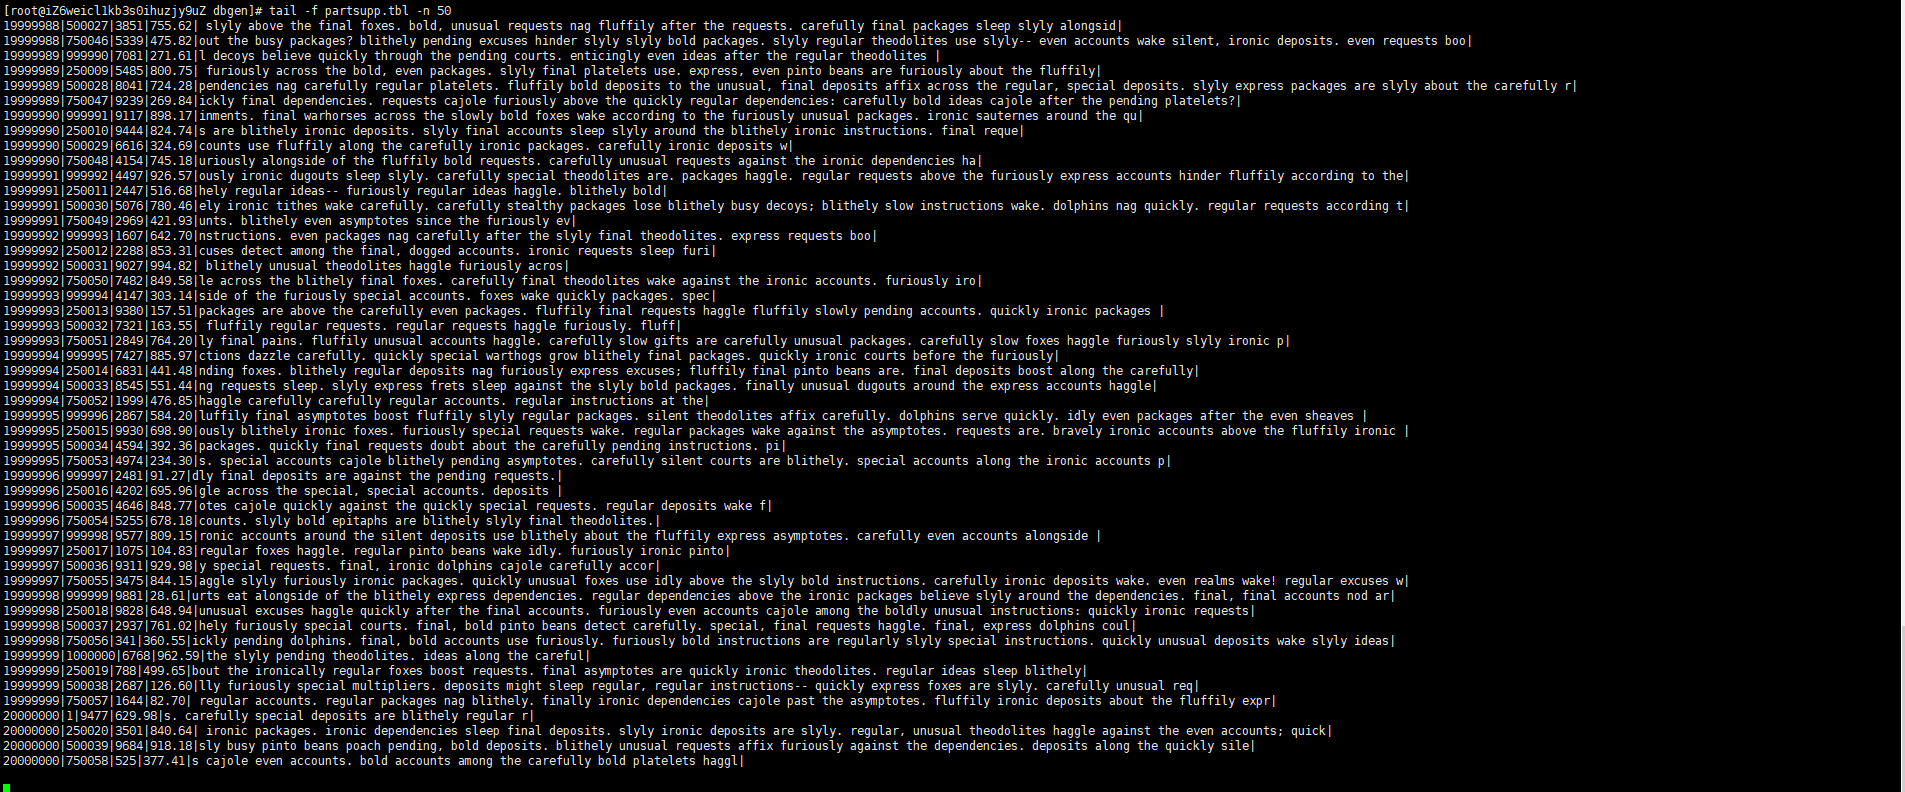 [root@iZ6weicl1kb3s0ihuzjy9uZ dbgen]# tail -f partsupp.tbl -n 50
19999988|500027|3851|755.62| slyly above the final foxes. bold, unusual requests nag fluffily after the requests. carefully final packages sleep slyly alongsid|
19999988|750046|5339|475.82|out the busy packages? blithely pending excuses hinder slyly slyly bold packages. slyly regular theodolites use slyly-- even accounts wake silent, ironic deposits. even requests boo|
19999989|999990|7081|271.61|l decoys believe quickly through the pending courts. enticingly even ideas after the regular theodolites |
19999989|250009|5485|800.75| furiously across the bold, even packages. slyly final platelets use. express, even pinto beans are furiously about the fluffily|
19999989|500028|8041|724.28|pendencies nag carefully regular platelets. fluffily bold deposits to the unusual, final deposits affix across the regular, special deposits. slyly express packages are slyly about the carefully r|
19999989|750047|9239|269.84|ickly final dependencies. requests cajole furiously above the quickly regular dependencies: carefully bold ideas cajole after the pending platelets?|
19999990|999991|9117|898.17|inments. final warhorses across the slowly bold foxes wake according to the furiously unusual packages. ironic sauternes around the qu|
19999990|250010|9444|824.74|s are blithely ironic deposits. slyly final accounts sleep slyly around the blithely ironic instructions. final reque|
19999990|500029|6616|324.69|counts use fluffily along the carefully ironic packages. carefully ironic deposits w|
19999990|750048|4154|745.18|uriously alongside of the fluffily bold requests. carefully unusual requests against the ironic dependencies ha|
19999991|999992|4497|926.57|ously ironic dugouts sleep slyly. carefully special theodolites are. packages haggle. regular requests above the furiously express accounts hinder fluffily according to the|
19999991|250011|2447|516.68|hely regular ideas-- furiously regular ideas haggle. blithely bold|
19999991|500030|5076|780.46|ely ironic tithes wake carefully. carefully stealthy packages lose blithely busy decoys; blithely slow instructions wake. dolphins nag quickly. regular requests according t|
19999991|750049|2969|421.93|unts. blithely even asymptotes since the furiously ev|
19999992|999993|1607|642.70|nstructions. even packages nag carefully after the slyly final theodolites. express requests boo|
19999992|250012|2288|853.31|cuses detect among the final, dogged accounts. ironic requests sleep furi|
19999992|500031|9027|994.82| blithely unusual theodolites haggle furiously acros|
19999992|750050|7482|849.58|le across the blithely final foxes. carefully final theodolites wake against the ironic accounts. furiously iro|
19999993|999994|4147|303.14|side of the furiously special accounts. foxes wake quickly packages. spec|
19999993|250013|9380|157.51|packages are above the carefully even packages. fluffily final requests haggle fluffily slowly pending accounts. quickly ironic packages |
19999993|500032|7321|163.55| fluffily regular requests. regular requests haggle furiously. fluff|
19999993|750051|2849|764.20|ly final pains. fluffily unusual accounts haggle. carefully slow gifts are carefully unusual packages. carefully slow foxes haggle furiously slyly ironic p|
19999994|999995|7427|885.97|ctions dazzle carefully. quickly special warthogs grow blithely final packages. quickly ironic courts before the furiously|
19999994|250014|6831|441.48|nding foxes. blithely regular deposits nag furiously express excuses; fluffily final pinto beans are. final deposits boost along the carefully|
19999994|500033|8545|551.44|ng requests sleep. slyly express frets sleep against the slyly bold packages. finally unusual dugouts around the express accounts haggle|
19999994|750052|1999|476.85|haggle carefully carefully regular accounts. regular instructions at the|
19999995|999996|2867|584.20|luffily final asymptotes boost fluffily slyly regular packages. silent theodolites affix carefully. dolphins serve quickly. idly even packages after the even sheaves |
19999995|250015|9930|698.90|ously blithely ironic foxes. furiously special requests wake. regular packages wake against the asymptotes. requests are. bravely ironic accounts above the fluffily ironic |
19999995|500034|4594|392.36|packages. quickly final requests doubt about the carefully pending instructions. pi|
19999995|750053|4974|234.30|s. special accounts cajole blithely pending asymptotes. carefully silent courts are blithely. special accounts along the ironic accounts p|
19999996|999997|2481|91.27|dly final deposits are against the pending requests.|
19999996|250016|4202|695.96|gle across the special, special accounts. deposits |
19999996|500035|4646|848.77|otes cajole quickly against the quickly special requests. regular deposits wake f|
19999996|750054|5255|678.18|counts. slyly bold epitaphs are blithely slyly final theodolites.|
19999997|999998|9577|809.15|ronic accounts around the silent deposits use blithely about the fluffily express asymptotes. carefully even accounts alongside |
19999997|250017|1075|104.83|regular foxes haggle. regular pinto beans wake idly. furiously ironic pinto|
19999997|500036|9311|929.98|y special requests. final, ironic dolphins cajole carefully accor|
19999997|750055|3475|844.15|aggle slyly furiously ironic packages. quickly unusual foxes use idly above the slyly bold instructions. carefully ironic deposits wake. even realms wake! regular excuses w|
19999998|999999|9881|28.61|urts eat alongside of the blithely express dependencies. regular dependencies above the ironic packages believe slyly around the dependencies. final, final accounts nod ar|
19999998|250018|9828|648.94|unusual excuses haggle quickly after the final accounts. furiously even accounts cajole among the boldly unusual instructions: quickly ironic requests|
19999998|500037|2937|761.02|hely furiously special courts. final, bold pinto beans detect carefully. special, final requests haggle. final, express dolphins coul|
19999998|750056|341|360.55|ickly pending dolphins. final, bold accounts use furiously. furiously bold instructions are regularly slyly special instructions. quickly unusual deposits wake slyly ideas|
19999999|1000000|6768|962.59|the slyly pending theodolites. ideas along the careful|
19999999|250019|788|499.65|bout the ironically regular foxes boost requests. final asymptotes are quickly ironic theodolites. regular ideas sleep blithely|
19999999|500038|2687|126.60|lly furiously special multipliers. deposits might sleep regular, regular instructions-- quickly express foxes are slyly. carefully unusual req|
19999999|750057|1644|82.70| regular accounts. regular packages nag blithely. finally ironic dependencies cajole past the asymptotes. fluffily ironic deposits about the fluffily expr|
20000000|1|9477|629.98|s. carefully special deposits are blithely regular r|
20000000|250020|3501|840.64| ironic packages. ironic dependencies sleep final deposits. slyly ironic deposits are slyly. regular, unusual theodolites haggle against the even accounts; quick|
20000000|500039|9684|918.18|sly busy pinto beans poach pending, bold deposits. blithely unusual requests affix furiously against the dependencies. deposits along the quickly sile|
20000000|750058|525|377.41|s cajole even accounts. bold accounts among the carefully bold platelets haggl|